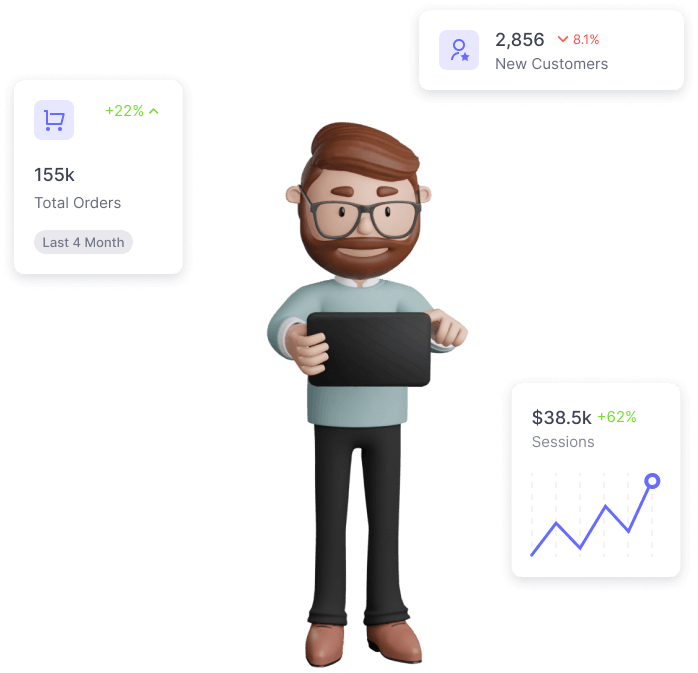 2,856 8.1%
New Customers
+22%
155k
Total Orders
Last 4 Month
$38.5k +62%
Sessions